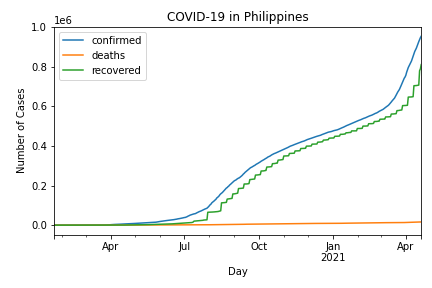 COVID-19 in Philippines
1e6
confirmed
deaths
recovered
Number of Cases
1.0
0.8
0.6
0.4
0.2
0.0
Apr
Jul
Oct
Jan
2021
Apr
Day